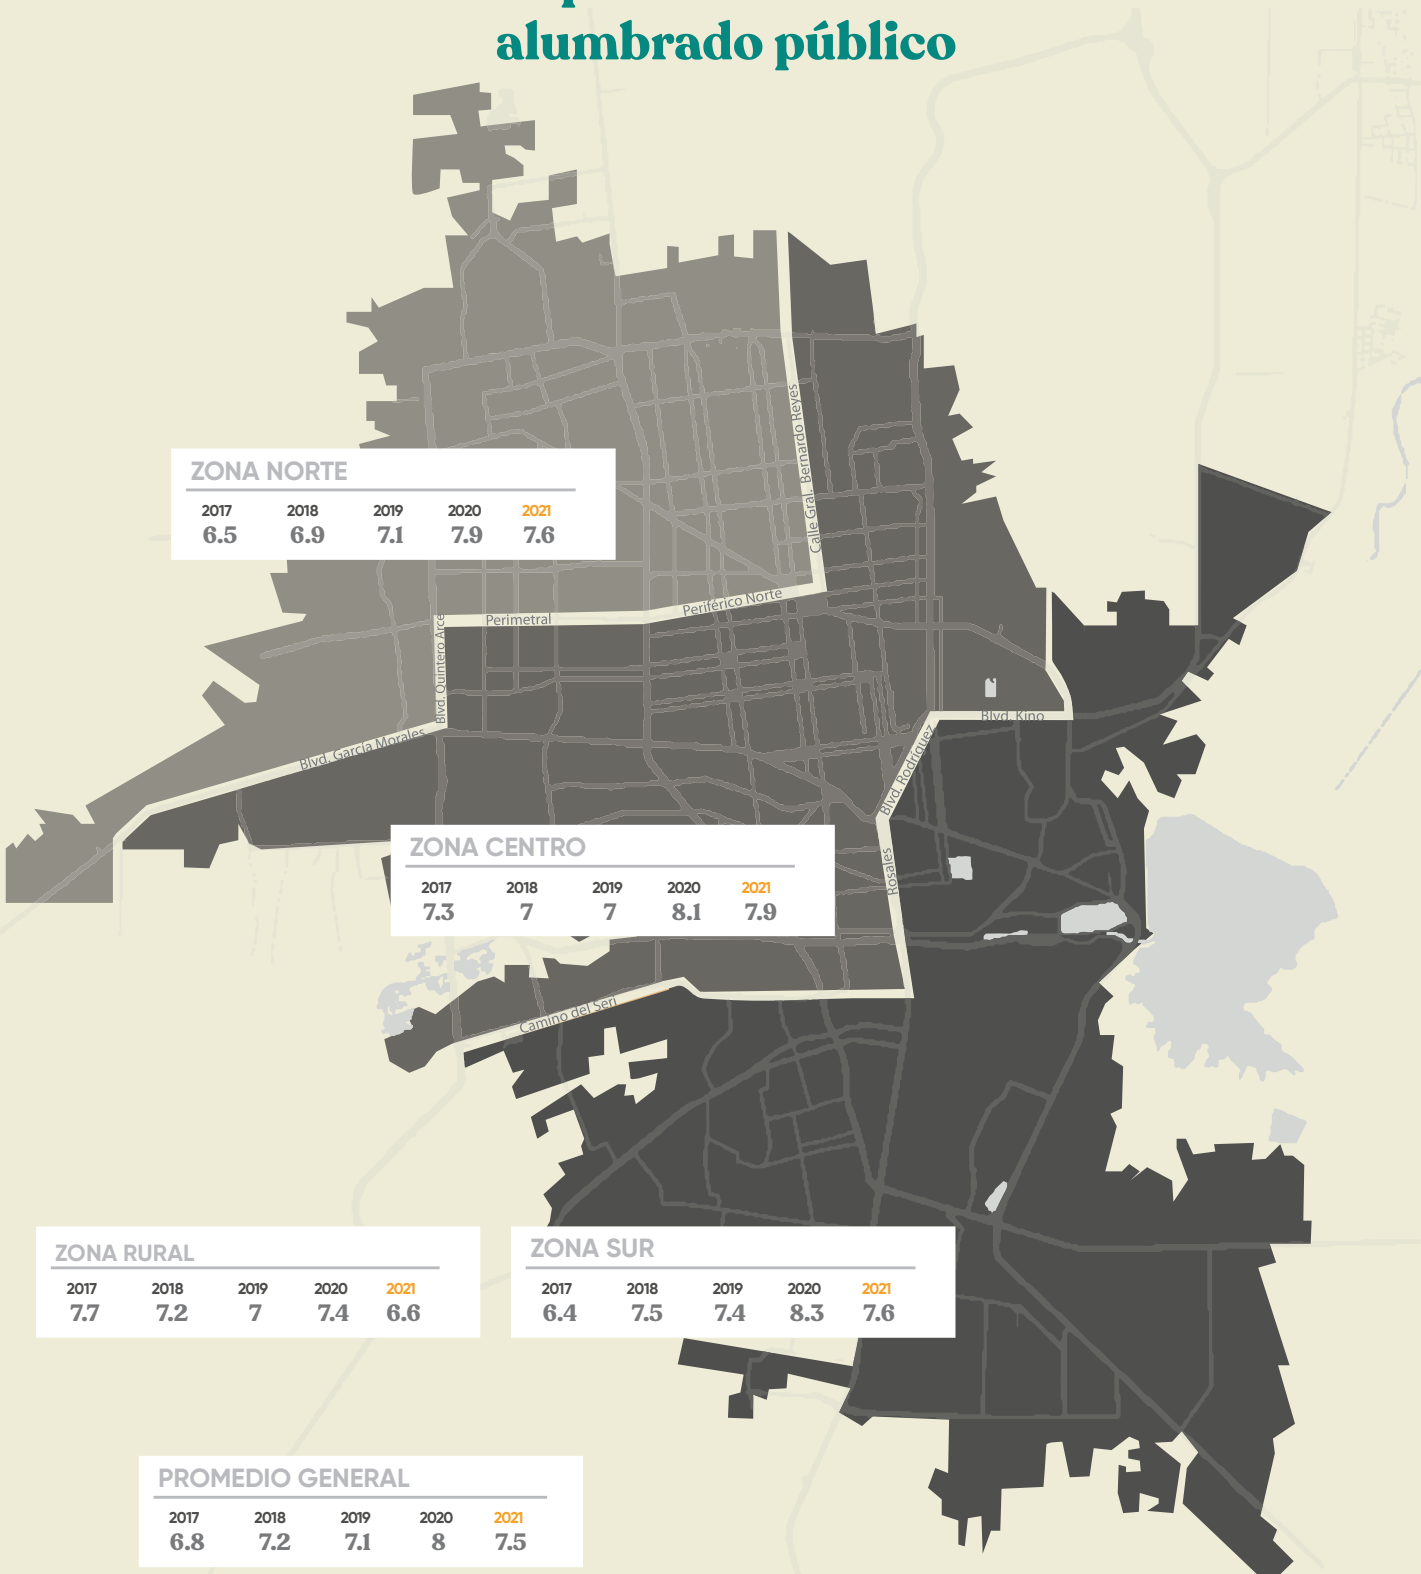 alumbrado público
Calle Gral. Bernardo Reyes
ZONA NORTE
2017 2018 2019 2020 2021
6.5 6.9 7.1 7.9 7.6
Perimetral
Periférico Norte
Blvd. Quintero Arce
Blvd. García Morales
Blvd. Kino
Blvd. Rodríguez
Rosales
ZONA CENTRO
2017 2018 2019 2020 2021
7.3 7 7 8.1 7.9
Camino del Seri
ZONA RURAL
2017 2018 2019 2020 2021
7.7 7.2 7 7.4 6.6
ZONA SUR
2017 2018 2019 2020 2021
6.4 7.5 7.4 8.3 7.6
PROMEDIO GENERAL
2017 2018 2019 2020 2021
6.8 7.2 7.1 8 7.5